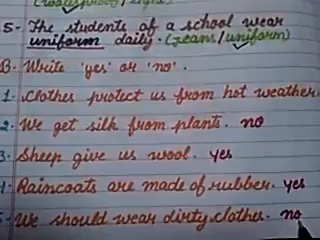 (waterproof/
5- The students of a school wear
uniform daily. (jeans/uniform)
B. Write 'yes' or 'no'.
1. Clothes protect us from hot weather.
2. We get silk from plants. no
3. Sheep give us wool. yes
4. Raincoats are made of rubber. yes
5. We should wear dirty clothes. no